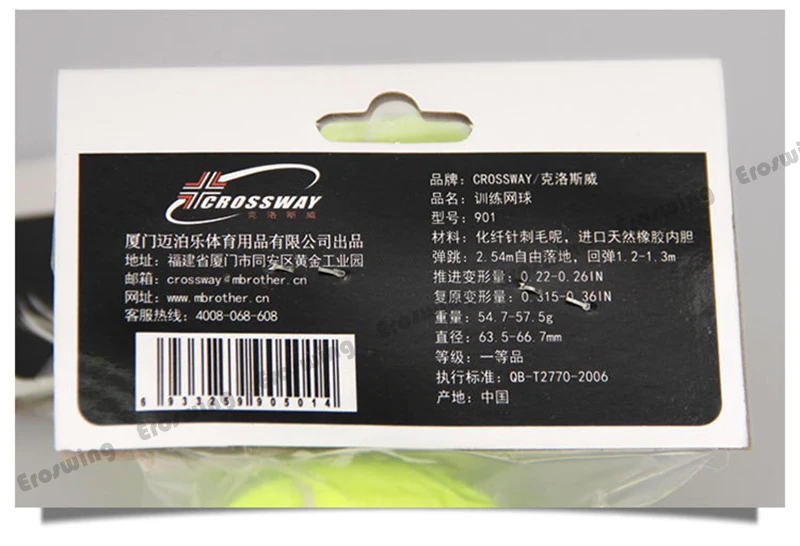 CROSSWAY
克洛斯威
厦门迈泊乐体育用品有限公司出品
地址：福建省厦门市同安区黄金工业园
邮箱：crossway@mbrother.cn
网址：www.mbrother.cn
客服热线：4008-068-608
6933259905014
品牌：CROSSWAY/克洛斯威
品名：训练网球
型号：901
材料：化纤针刺毛呢，进口天然橡胶内胆
弹跳：2.54m自由落地，回弹1.2-1.3m
推进变形量：0.22-0.26IN
复原变形量：0.315-0.36IN
重量：54.7-57.5g
直径：63.5-66.7mm
等级：一等品
执行标准：QB-T2770-2006
产地：中国
Eroswing
Eroswing
Eroswing
Eroswing
Eroswing
Eroswing